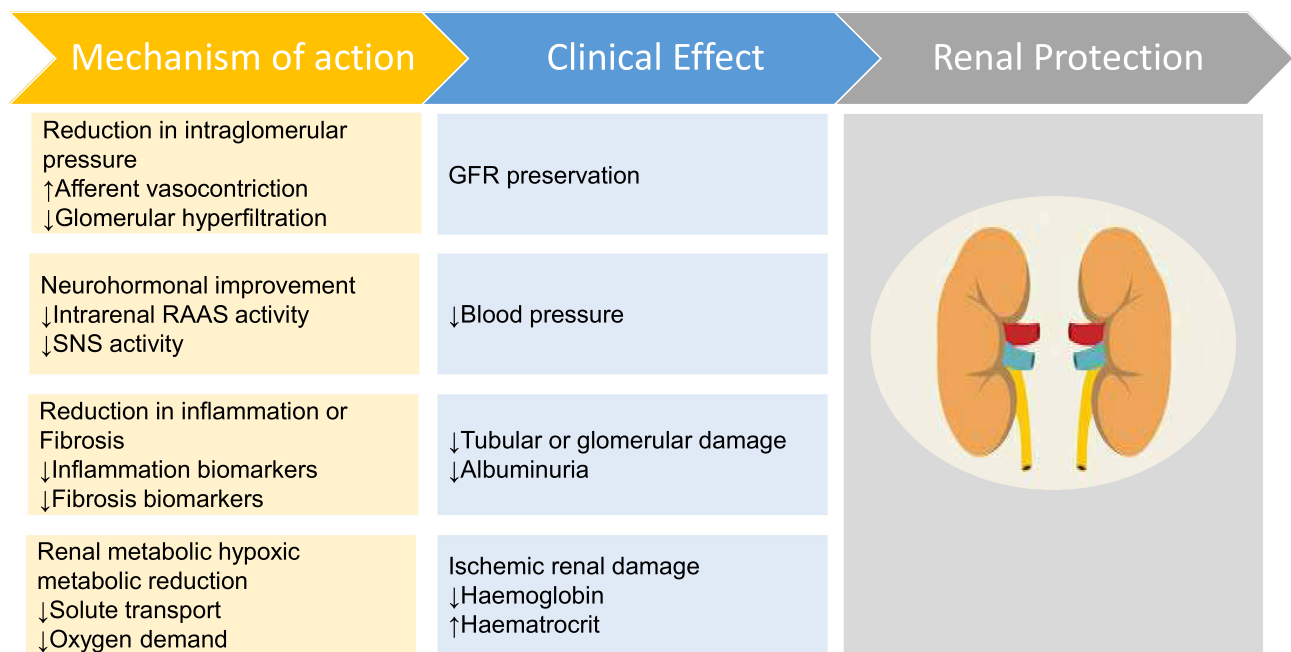 Mechanism of action
Clinical Effect
Renal Protection
Reduction in intraglomerular
pressure
↑Afferent vasocontriction
↓Glomerular hyperfiltration
GFR preservation
Neurohormonal improvement
↓Intrarenal RAAS activity
↓SNS activity
↓Blood pressure
Reduction in inflammation or
Fibrosis
↓Inflammation biomarkers
↓Fibrosis biomarkers
↓Tubular or glomerular damage
↓Albuminuria
Renal metabolic hypoxic
metabolic reduction
↓Solute transport
↓Oxygen demand
Ischemic renal damage
↓Haemoglobin
↑Haematrocrit